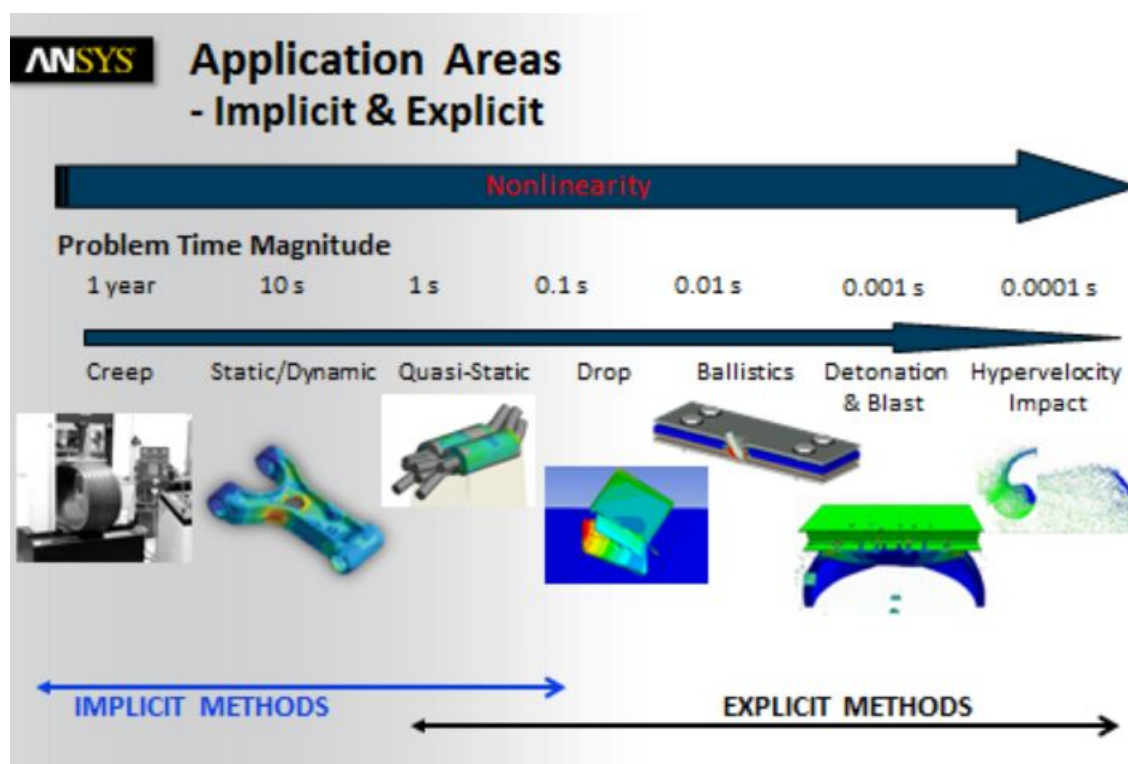 ANSYS
Application Areas
- Implicit & Explicit
Nonlinearity
Problem Time Magnitude
1 year 10 s 1 s 0.1 s 0.01 s 0.001 s 0.0001 s
Creep Static/Dynamic Quasi-Static Drop Ballistics Detonation & Blast Hypervelocity Impact
IMPLICIT METHODS
EXPLICIT METHODS